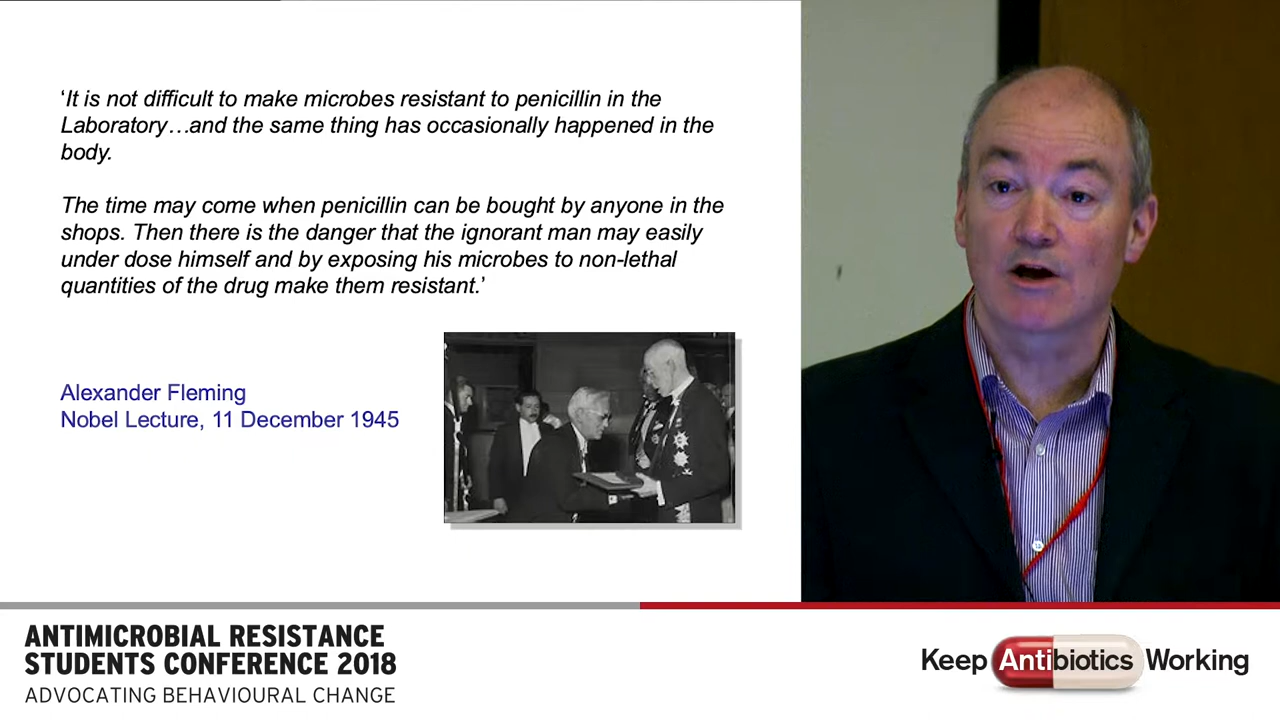 ‘It is not difficult to make microbes resistant to penicillin in the
Laboratory…and the same thing has occasionally happened in the
body.
The time may come when penicillin can be bought by anyone in the
shops. Then there is the danger that the ignorant man may easily
under dose himself and by exposing his microbes to non-lethal
quantities of the drug make them resistant.’
Alexander Fleming
Nobel Lecture, 11 December 1945
ANTIMICROBIAL RESISTANCE
STUDENTS CONFERENCE 2018
ADVOCATING BEHAVIOURAL CHANGE
Keep Antibiotics Working